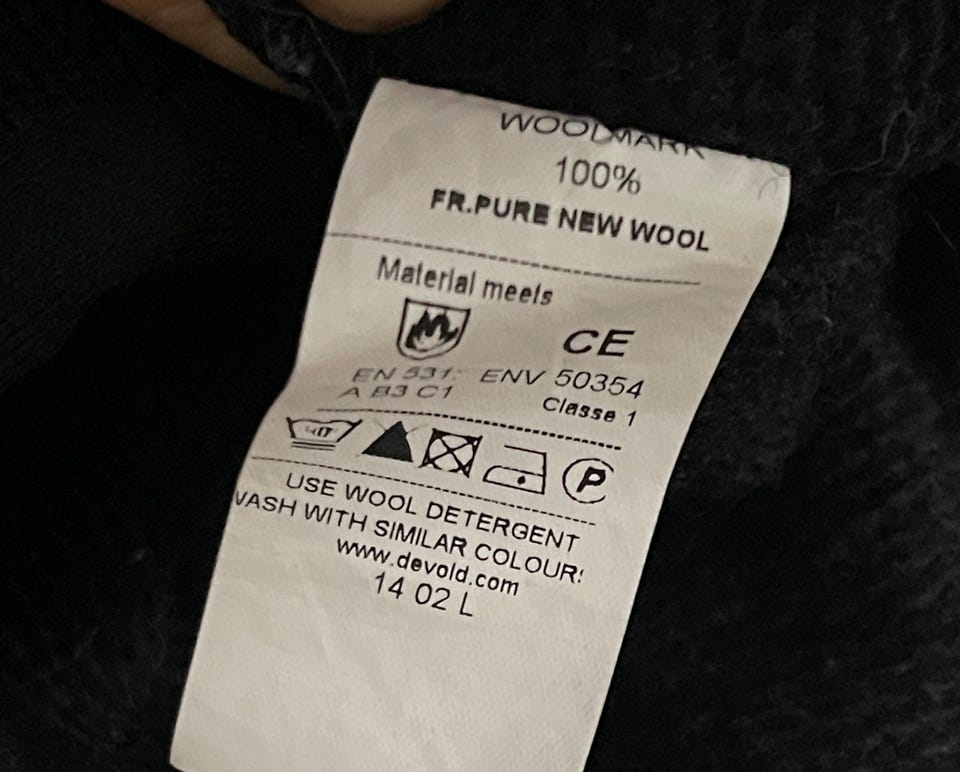 WOOLMARK
100%
FR.PURE NEW WOOL
Material meets
CE
EN 531: ENV 50354
A B3 C1 Classe 1
P
USE WOOL DETERGENT
WASH WITH SIMILAR COLOURS
www.devold.com
14 02 L